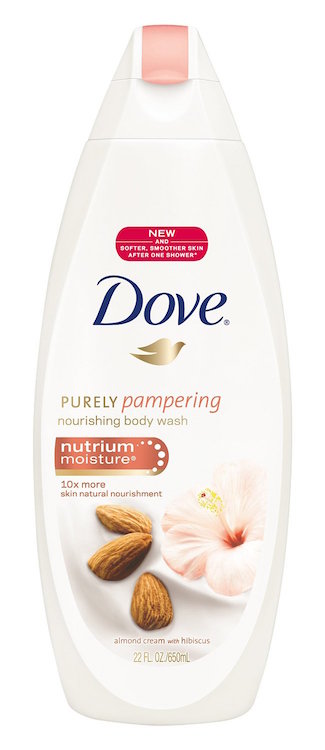 NEW
AND
SOFTER, SMOOTHER SKIN
AFTER ONE SHOWER*
Dove®
PURELY pampering
nourishing body wash
nutrium
moisture®
10x more
skin natural nourishment
almond cream with hibiscus
22 FL. OZ./650mL